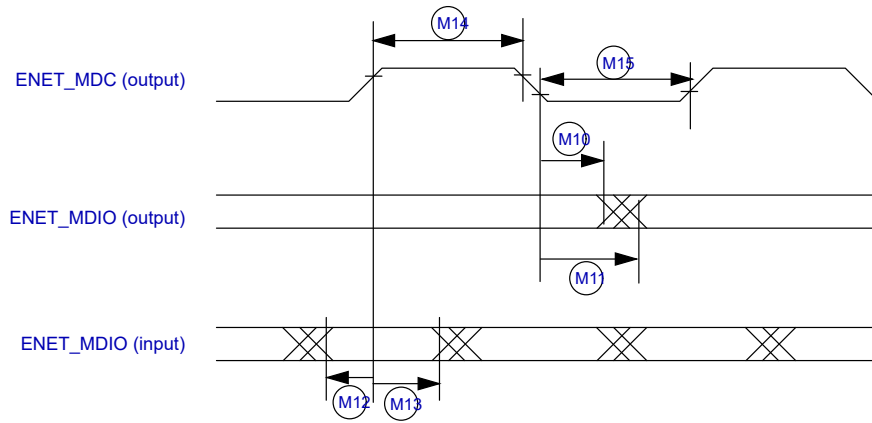 M14
ENET_MDC (output)
M15
M10
ENET_MDIO (output)
M11
ENET_MDIO (input)
M12
M13